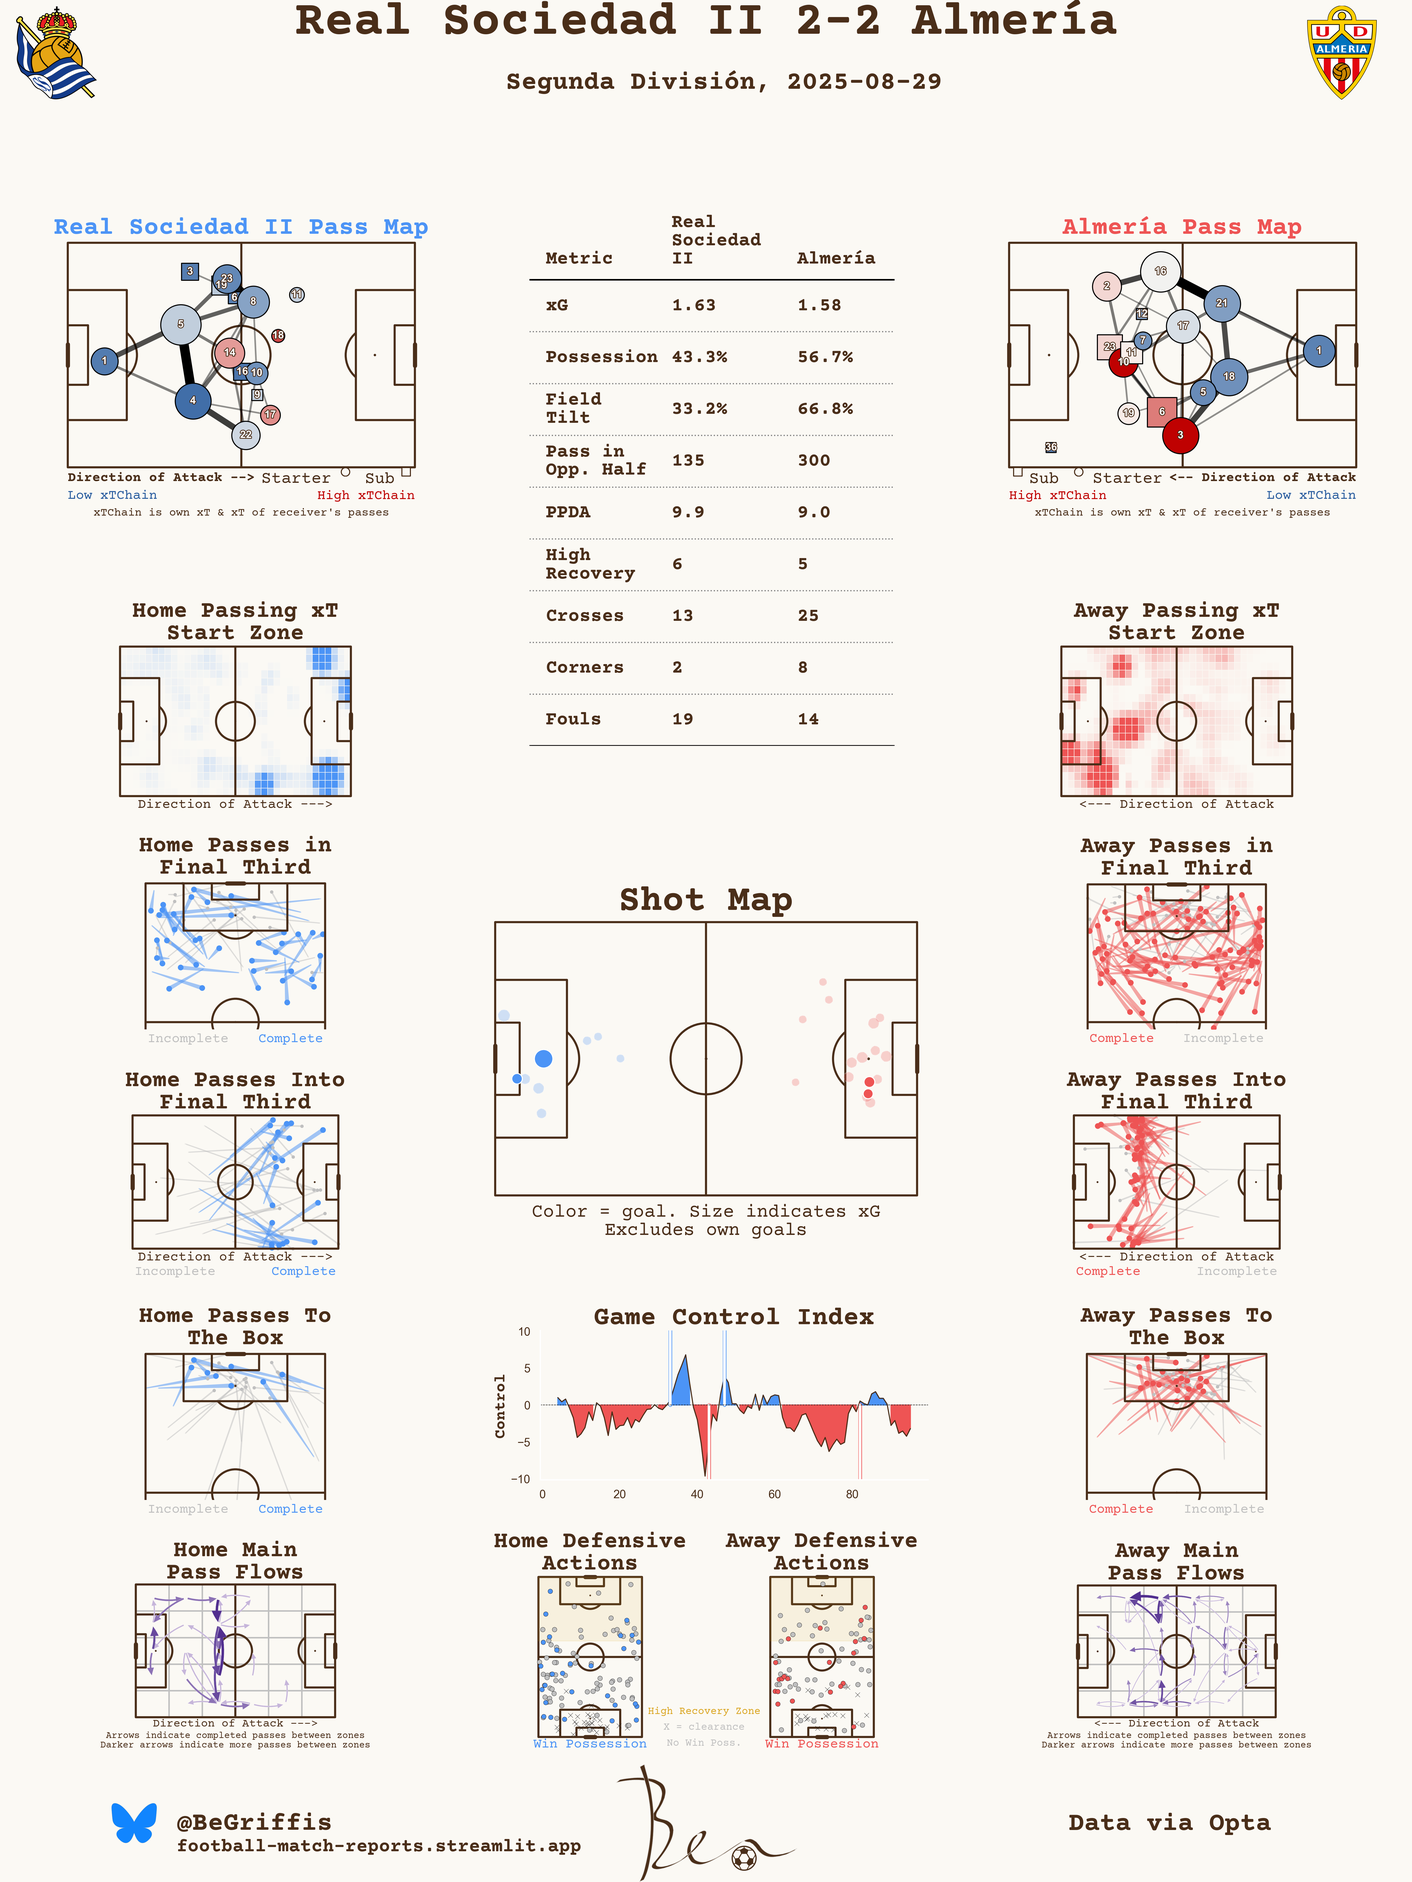 Real Sociedad II 2-2 Almería
Segunda División, 2025-08-29
U D
ALMERIA
Real Sociedad II Pass Map
3
23
19
6
8
11
5
18
14
1
16
10
9
4
17
22
Direction of Attack --> Starter Sub
Low xTChain High xTChain
xTChain is own xT & xT of receiver's passes
Metric Real Sociedad II Almería
xG 1.63 1.58
Possession 43.3% 56.7%
Field Tilt 33.2% 66.8%
Pass in Opp. Half 135 300
PPDA 9.9 9.0
High Recovery 6 5
Crosses 13 25
Corners 2 8
Fouls 19 14
Almería Pass Map
16
2
21
12
17
7
23
11
10
1
18
5
19
6
3
36
Sub Starter <-- Direction of Attack
High xTChain Low xTChain
xTChain is own xT & xT of receiver's passes
Home Passing xT
Start Zone
Direction of Attack --->
Away Passing xT
Start Zone
<--- Direction of Attack
Home Passes in
Final Third
Incomplete Complete
Away Passes in
Final Third
Complete Incomplete
Shot Map
Color = goal. Size indicates xG
Excludes own goals
Home Passes Into
Final Third
Direction of Attack --->
Incomplete Complete
Away Passes Into
Final Third
<--- Direction of Attack
Complete Incomplete
Home Passes To
The Box
Incomplete Complete
Game Control Index
Control
10
5
0
−5
−10
0 20 40 60 80
Away Passes To
The Box
Complete Incomplete
Home Main
Pass Flows
Direction of Attack --->
Arrows indicate completed passes between zones
Darker arrows indicate more passes between zones
Home Defensive
Actions
Win Possession
High Recovery Zone
X = clearance
No Win Poss.
Away Defensive
Actions
Win Possession
Away Main
Pass Flows
<--- Direction of Attack
Arrows indicate completed passes between zones
Darker arrows indicate more passes between zones
@BeGriffis
football-match-reports.streamlit.app
Ben
Data via Opta